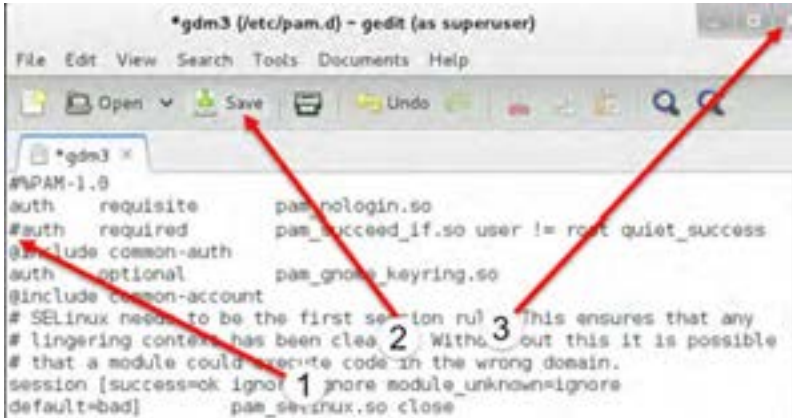 *gdm3 (/etc/pam.d) - gedit (as superuser)
File Edit View Search Tools Documents Help
Open Save Undo
*gdm3 ×
#%PAM-1.0
auth requisite pam_nologin.so
#auth required pam_succeed_if.so user != root quiet_success
@include common-auth
auth optional pam_gnome_keyring.so
@include common-account
# SELinux needs to be the first session rule. This ensures that any
# lingering context has been cleared. Without out this it is possible
# that a module could execute code in the wrong domain.
session [success=ok ignore=ignore module_unknown=ignore
default=bad] pam_selinux.so close
1
2
3